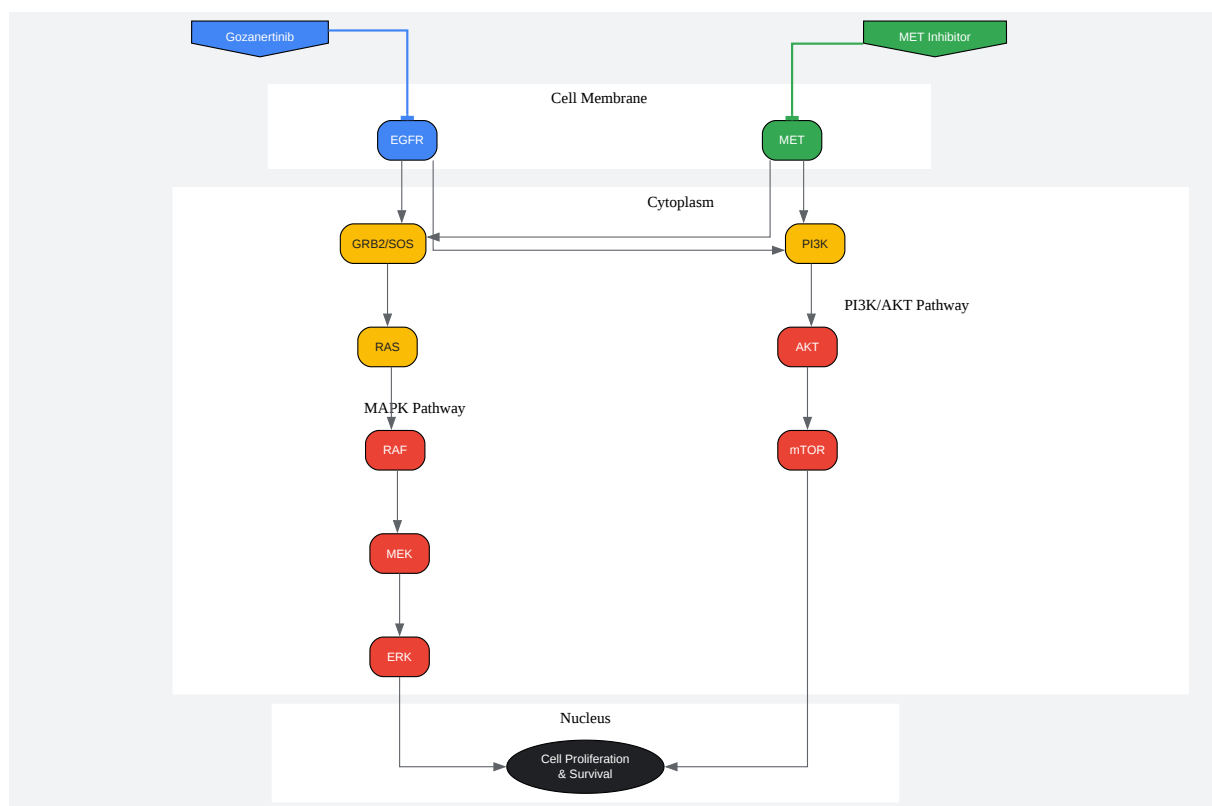 Gozanertinib
MET Inhibitor
Cell Membrane
EGFR
MET
Cytoplasm
GRB2/SOS
PI3K
PI3K/AKT Pathway
RAS
AKT
MAPK Pathway
RAF
mTOR
MEK
ERK
Nucleus
Cell Proliferation
& Survival